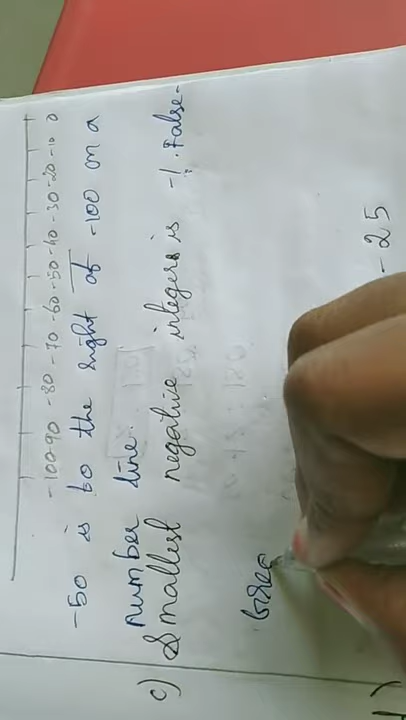 -100 -90 -80 -70 -60 -50 -40 -30 -20 -10 0
-50 is to the right of -100 on a
number line.
c) Smallest negative integers is -1. False.
-25